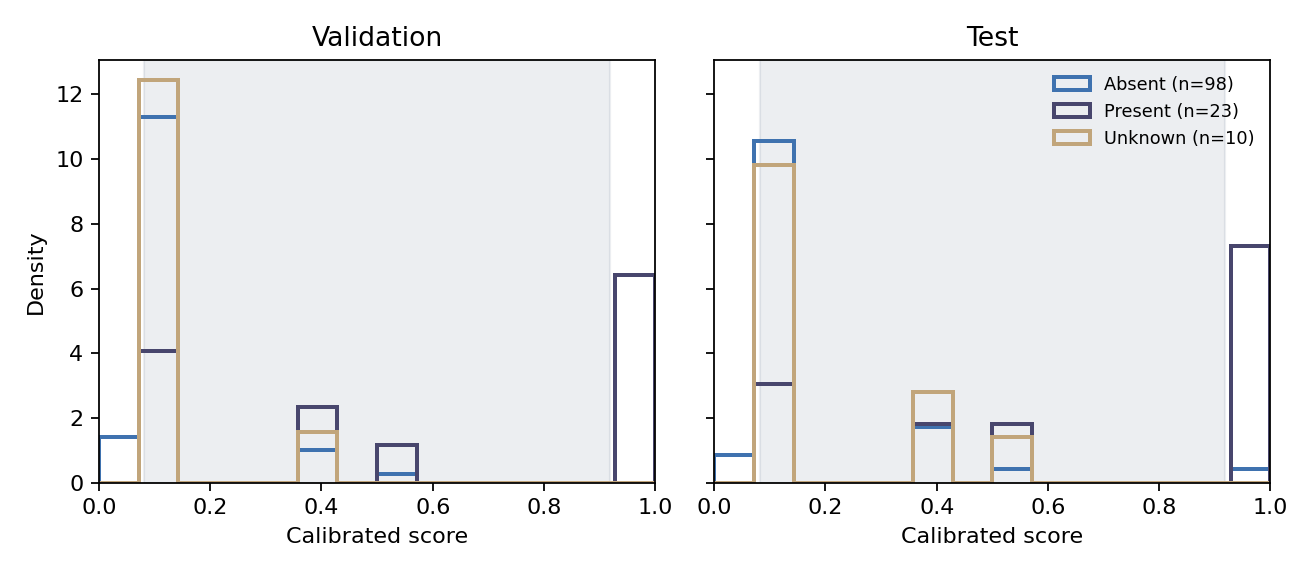 Validation
Test
12
10
8
6
4
2
0
Density
0.0 0.2 0.4 0.6 0.8 1.0
Calibrated score
Absent (n=98)
Present (n=23)
Unknown (n=10)
0.0 0.2 0.4 0.6 0.8 1.0
Calibrated score